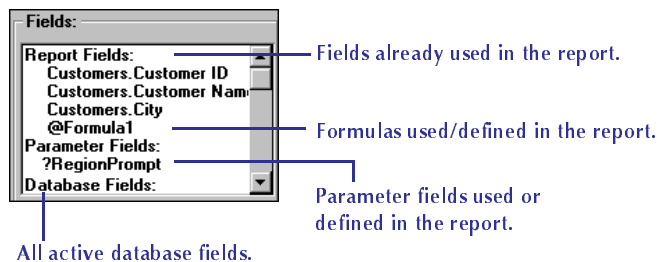 Fields:
Report Fields:
Customers.Customer ID
Customers.Customer Nam
Customers.City
@Formula1
Parameter Fields:
?RegionPrompt
Database Fields:
Fields already used in the report.
Formulas used/defined in the report.
Parameter fields used or
defined in the report.
All active database fields.